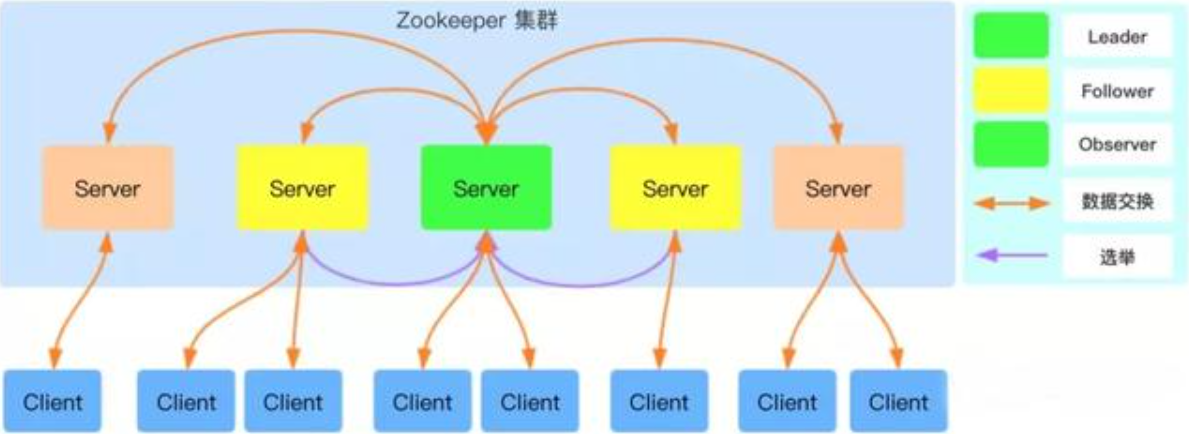 Zookeeper 集群
Server Server Server Server Server
Client Client Client Client Client Client Client Client
Leader
Follower
Observer
数据交换
选举